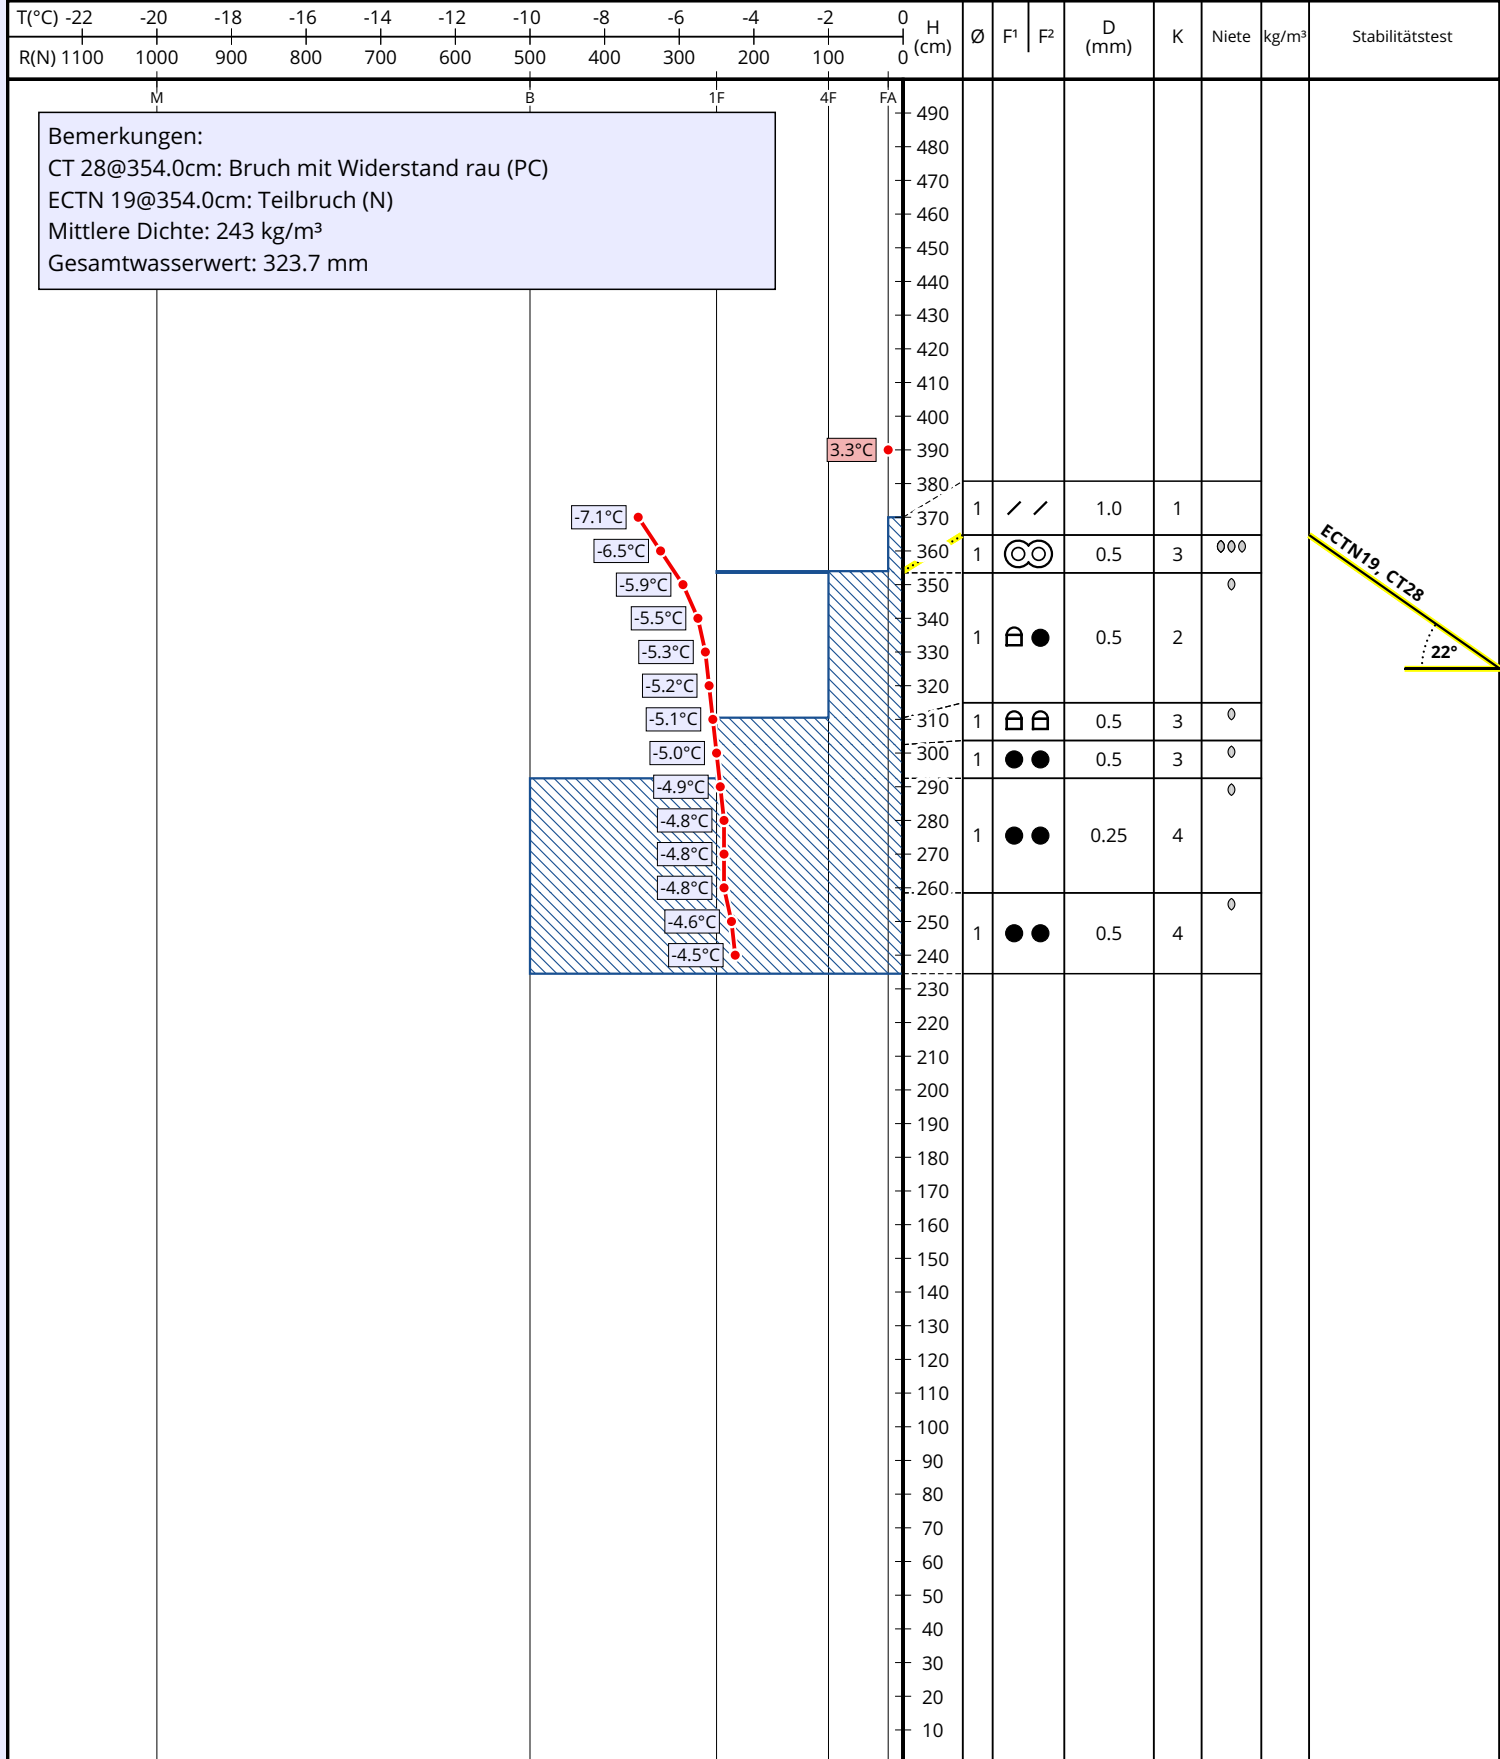 T(°C) -22 -20 -18 -16 -14 -12 -10 -8 -6 -4 -2 0
R(N) 1100 1000 900 800 700 600 500 400 300 200 100 0
H (cm) Ø F¹ F² D (mm) K Niete kg/m³ Stabilitätstest
M B 1F 4F FA
Bemerkungen:
CT 28@354.0cm: Bruch mit Widerstand rau (PC)
ECTN 19@354.0cm: Teilbruch (N)
Mittlere Dichte: 243 kg/m³
Gesamtwasserwert: 323.7 mm
490
480
470
460
450
440
430
420
410
400
3.3°C 390
380
-7.1°C 370 1 1.0 1
-6.5°C 360 1 0.5 3
ECTN19, CT28
-5.9°C 350
-5.5°C 340
1 0.5 2
-5.3°C 330 22°
-5.2°C 320
-5.1°C 310 1 0.5 3
-5.0°C 300 1 0.5 3
-4.9°C 290
-4.8°C 280
1 0.25 4
-4.8°C 270
-4.8°C 260
-4.6°C 250
1 0.5 4
-4.5°C 240
230
220
210
200
190
180
170
160
150
140
130
120
110
100
90
80
70
60
50
40
30
20
10